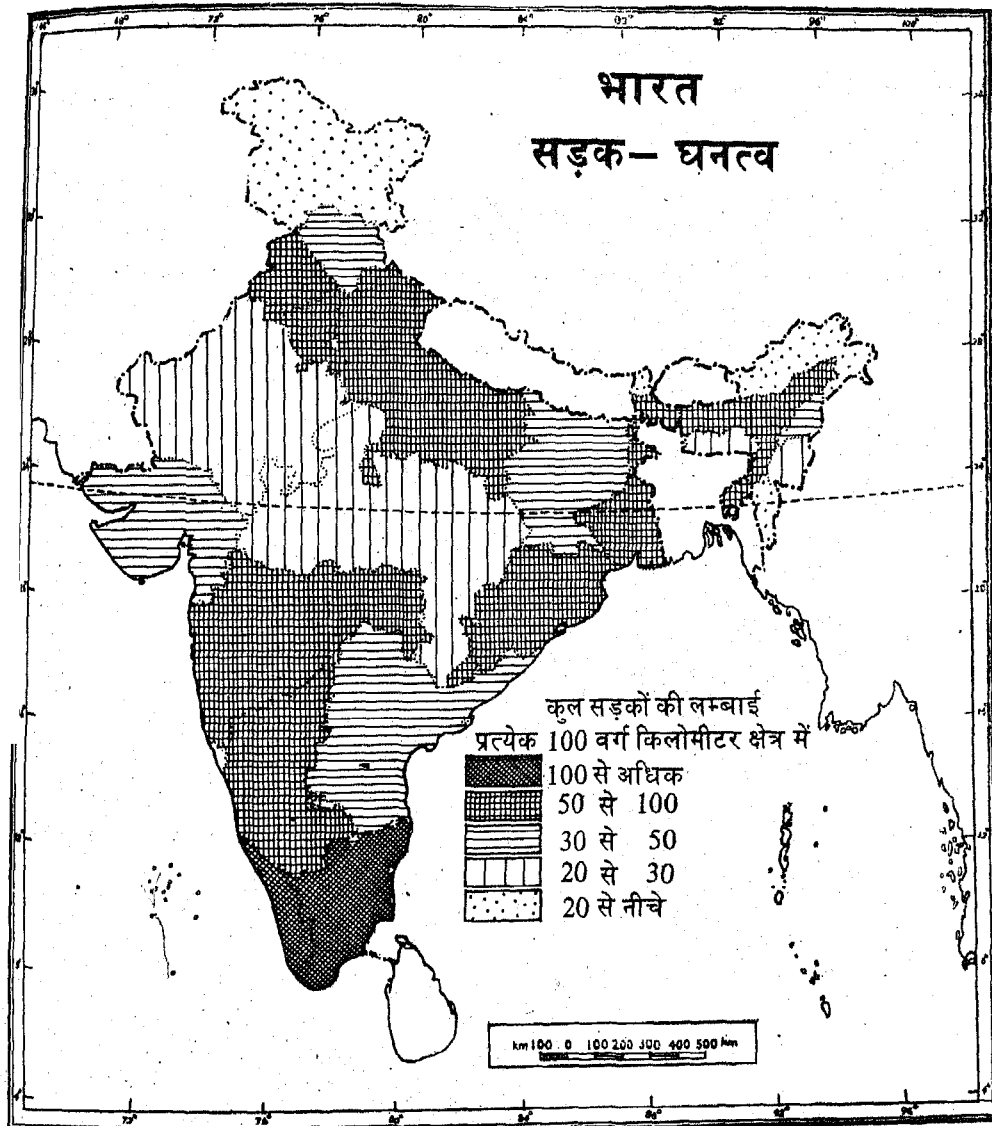 भारत
सड़क– घनत्व
कुल सड़कों की लम्बाई
प्रत्येक 100 वर्ग किलोमीटर क्षेत्र में
100 से अधिक
50 से 100
30 से 50
20 से 30
20 से नीचे
km 100 0 100 200 300 400 500 km